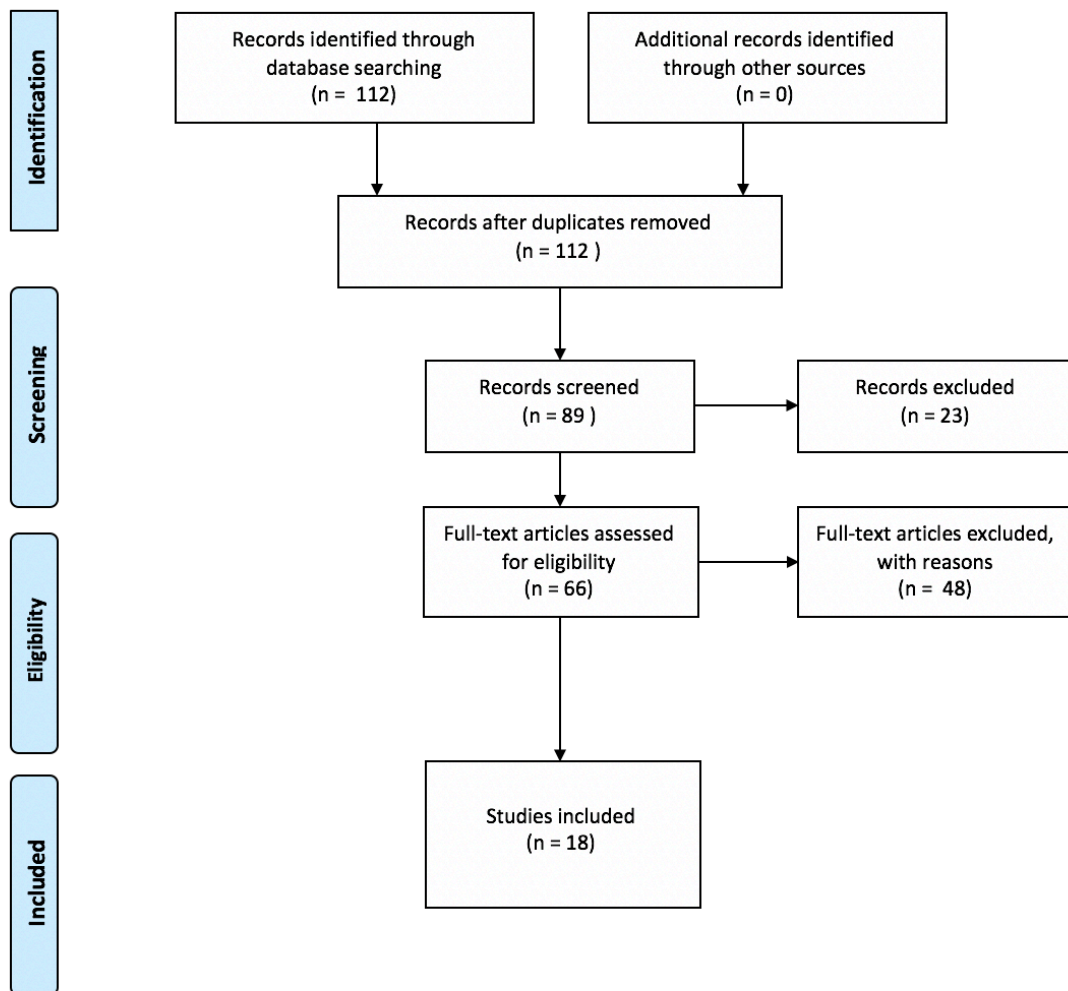 Identification
Records identified through
database searching
(n =  112)
Additional records identified
through other sources
(n = 0)
Records after duplicates removed
(n = 112 )
Screening
Records screened
(n = 89 )
Records excluded
(n = 23)
Eligibility
Full-text articles assessed
for eligibility
(n = 66)
Full-text articles excluded,
with reasons
(n =  48)
Included
Studies included
(n = 18)